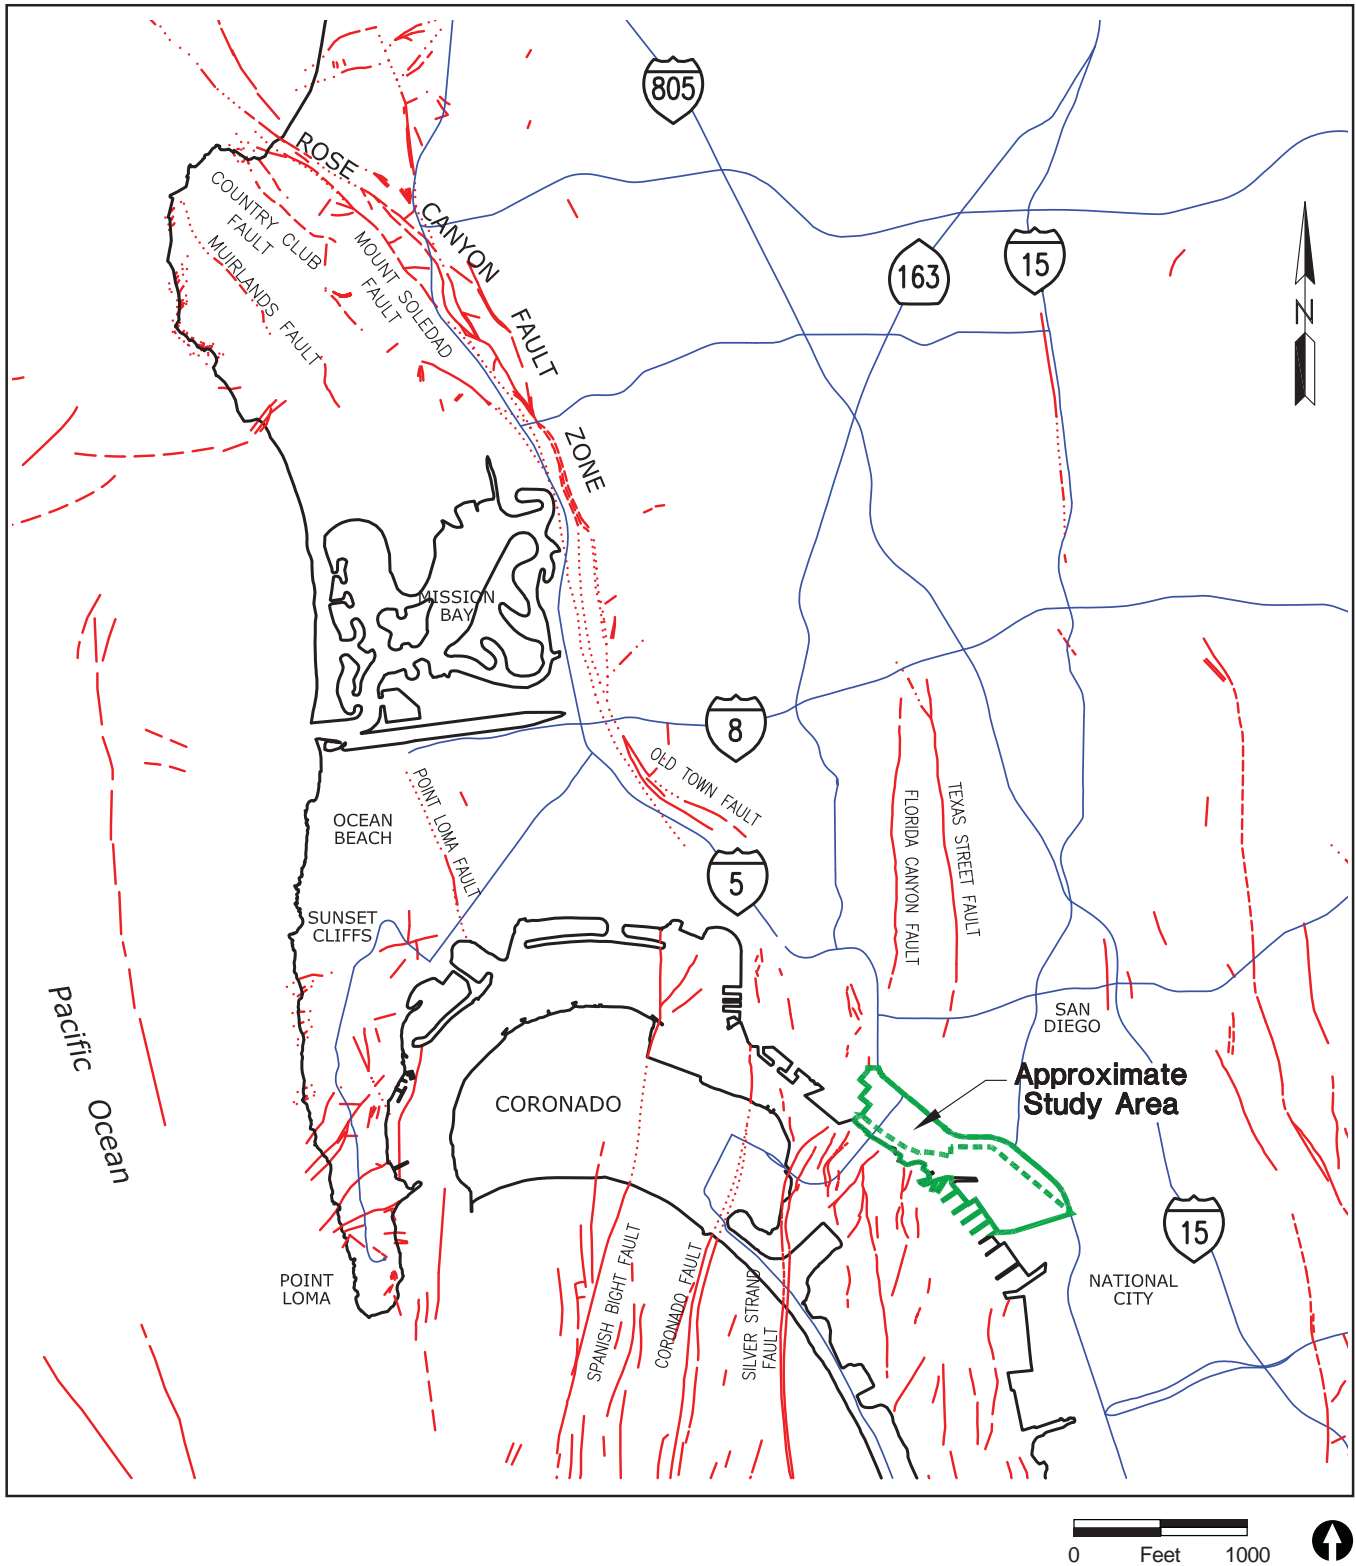 805
ROSE
CANYON
FAULT
ZONE
COUNTRY CLUB
FAULT
MUIRLANDS FAULT
MOUNT SOLEDAD
FAULT
163
15
N
MISSION
BAY
8
OLD TOWN FAULT
POINT LOMA FAULT
OCEAN
BEACH
5
FLORIDA CANYON FAULT
TEXAS STREET FAULT
SUNSET
CLIFFS
Pacific
Ocean
SAN
DIEGO
Approximate
Study Area
CORONADO
15
POINT
LOMA
SPANISH BIGHT FAULT
CORONADO FAULT
SILVER STRAND
FAULT
NATIONAL
CITY
0 Feet 1000